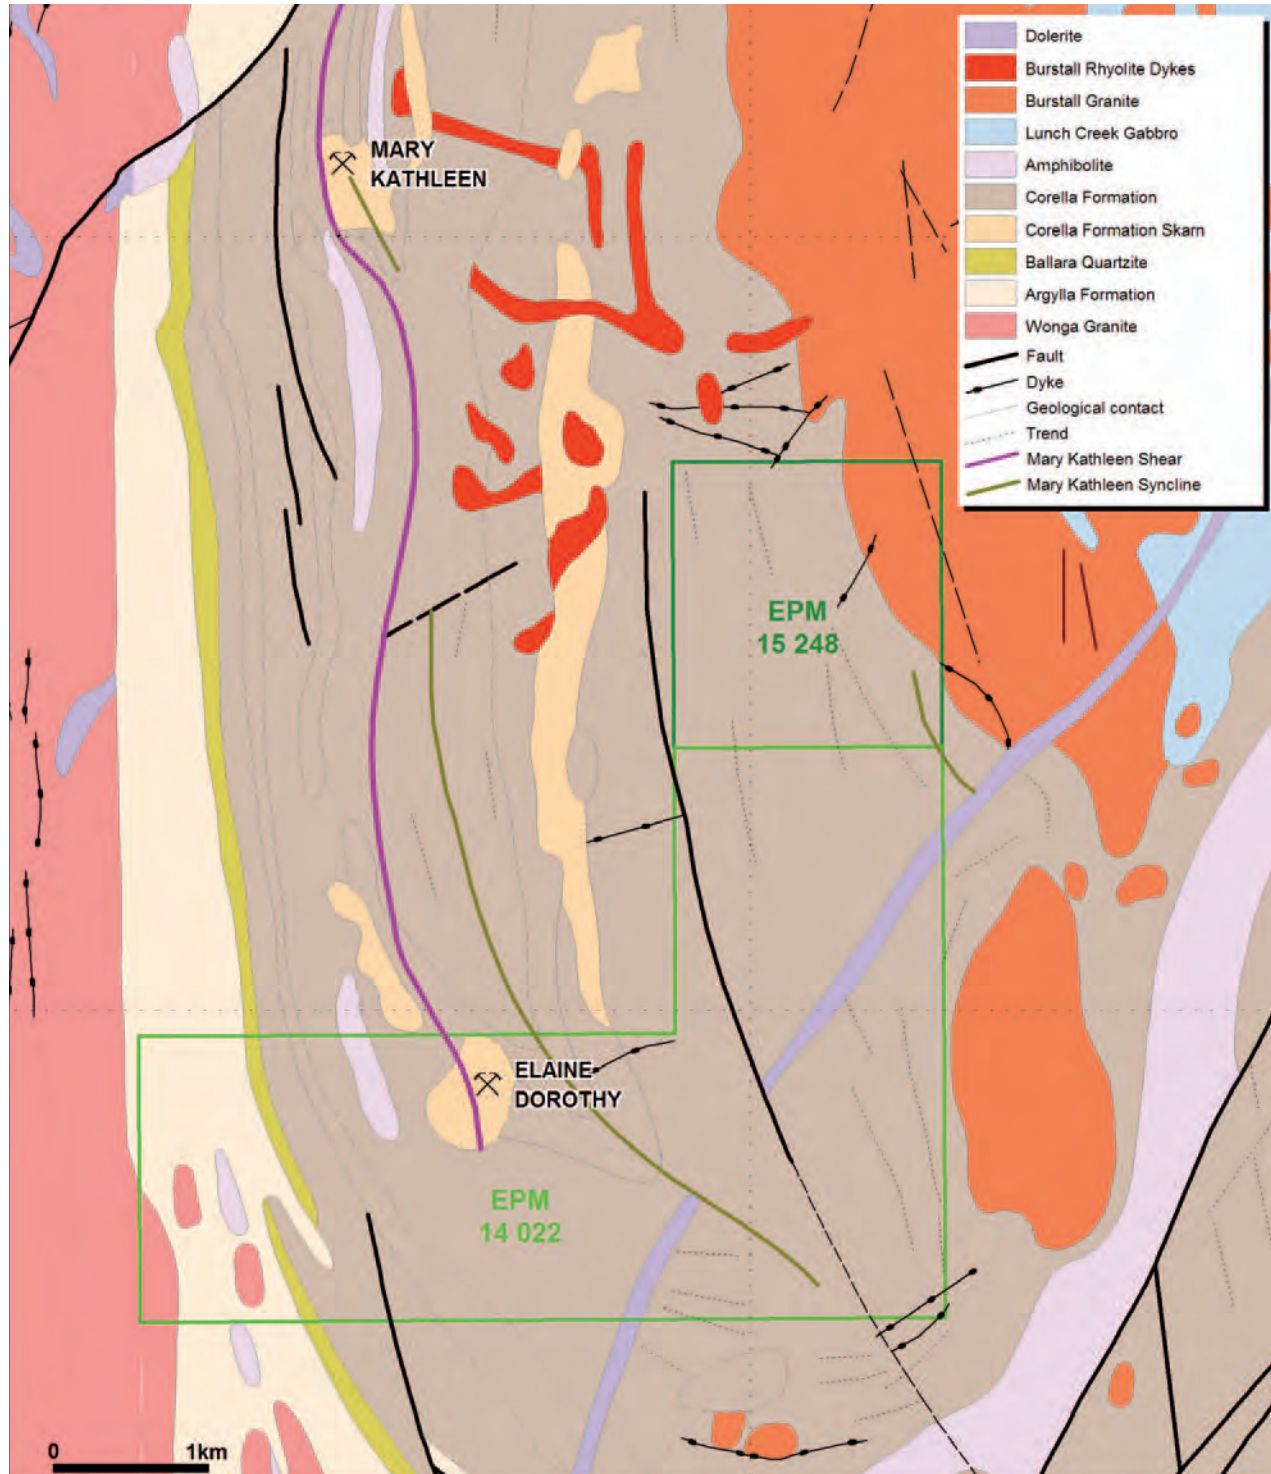 Dolerite
Burstall Rhyolite Dykes
Burstall Granite
Lunch Creek Gabbro
Amphibolite
Corella Formation
Corella Formation Skarn
Ballara Quartzite
Argylla Formation
Wonga Granite
Fault
Dyke
Geological contact
Trend
Mary Kathleen Shear
Mary Kathleen Syncline
MARY
KATHLEEN
EPM
15 248
ELAINE
DOROTHY
EPM
14 022
0 1km